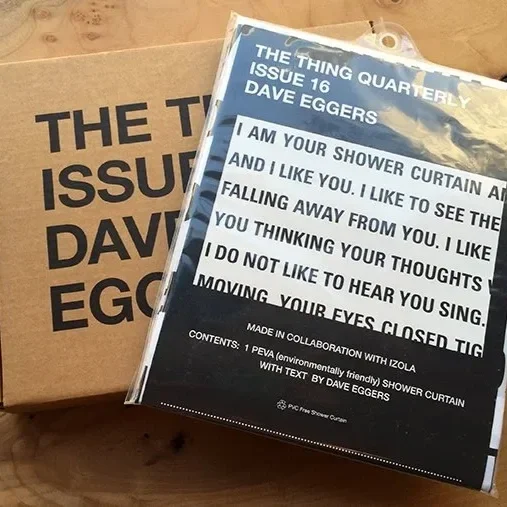 THE T
ISSU
DAV
EGG
THE THING QUARTERLY
ISSUE 16
DAVE EGGERS
I AM YOUR SHOWER CURTAIN A
AND I LIKE YOU. I LIKE TO SEE THE
FALLING AWAY FROM YOU. I LIKE
YOU THINKING YOUR THOUGHTS
I DO NOT LIKE TO HEAR YOU SING.
MOVING, YOUR EYES CLOSED TIG
MADE IN COLLABORATION WITH IZOLA
CONTENTS: 1 PEVA (environmentally friendly) SHOWER CURTAIN
WITH TEXT BY DAVE EGGERS
PVC Free Shower Curtain